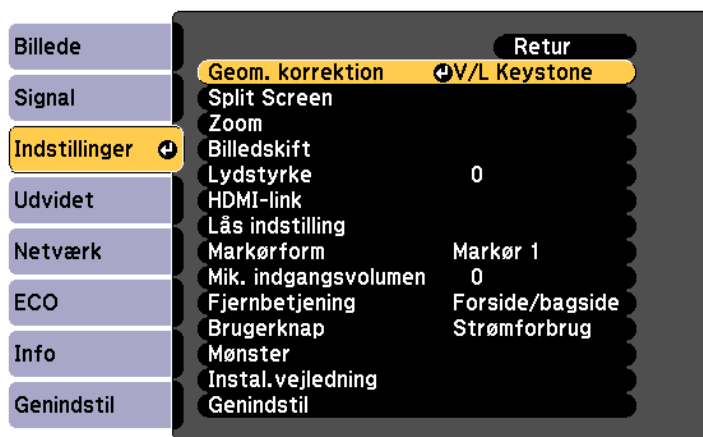 Billede
Signal
Indstillinger
Udvidet
Netværk
ECO
Info
Genindstil
Retur
Geom. korrektion V/L Keystone
Split Screen
Zoom
Billedskift
Lydstyrke 0
HDMI-link
Lås indstilling
Markørform Markør 1
Mik. indgangsvolumen 0
Fjernbetjening Forside/bagside
Brugerknap Strømforbrug
Mønster
Instal.vejledning
Genindstil